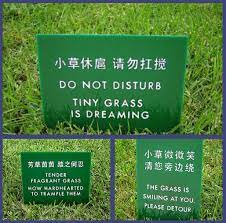 小草休息 请勿打搅
DO NOT DISTURB
TINY GRASS
IS DREAMING
芳草茵茵 踏之何忍
TENDER
FRAGRANT GRASS
HOW HARDHEARTED
TO TRAMPLE THEM
小草微微笑
请您旁边绕
THE GRASS IS
SMILING AT YOU.
PLEASE DETOUR